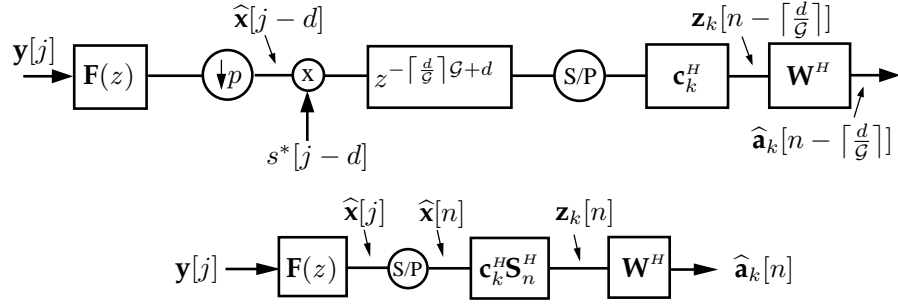 x̂[j − d]
z_k[n − ⌈d/𝒢⌉]
y[j]
F(z)
↓p
x
z^{−⌈d/𝒢⌉𝒢+d}
S/P
c_k^H
W^H
s*[j − d]
â_k[n − ⌈d/𝒢⌉]
x̂[j]
x̂[n]
z_k[n]
y[j]
F(z)
S/P
c_k^H S_n^H
W^H
â_k[n]